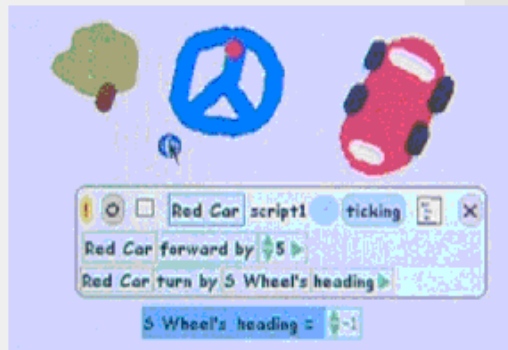 ! Red Car script1 ticking
Red Car forward by 5
Red Car turn by S Wheel's heading
S Wheel's heading = -1